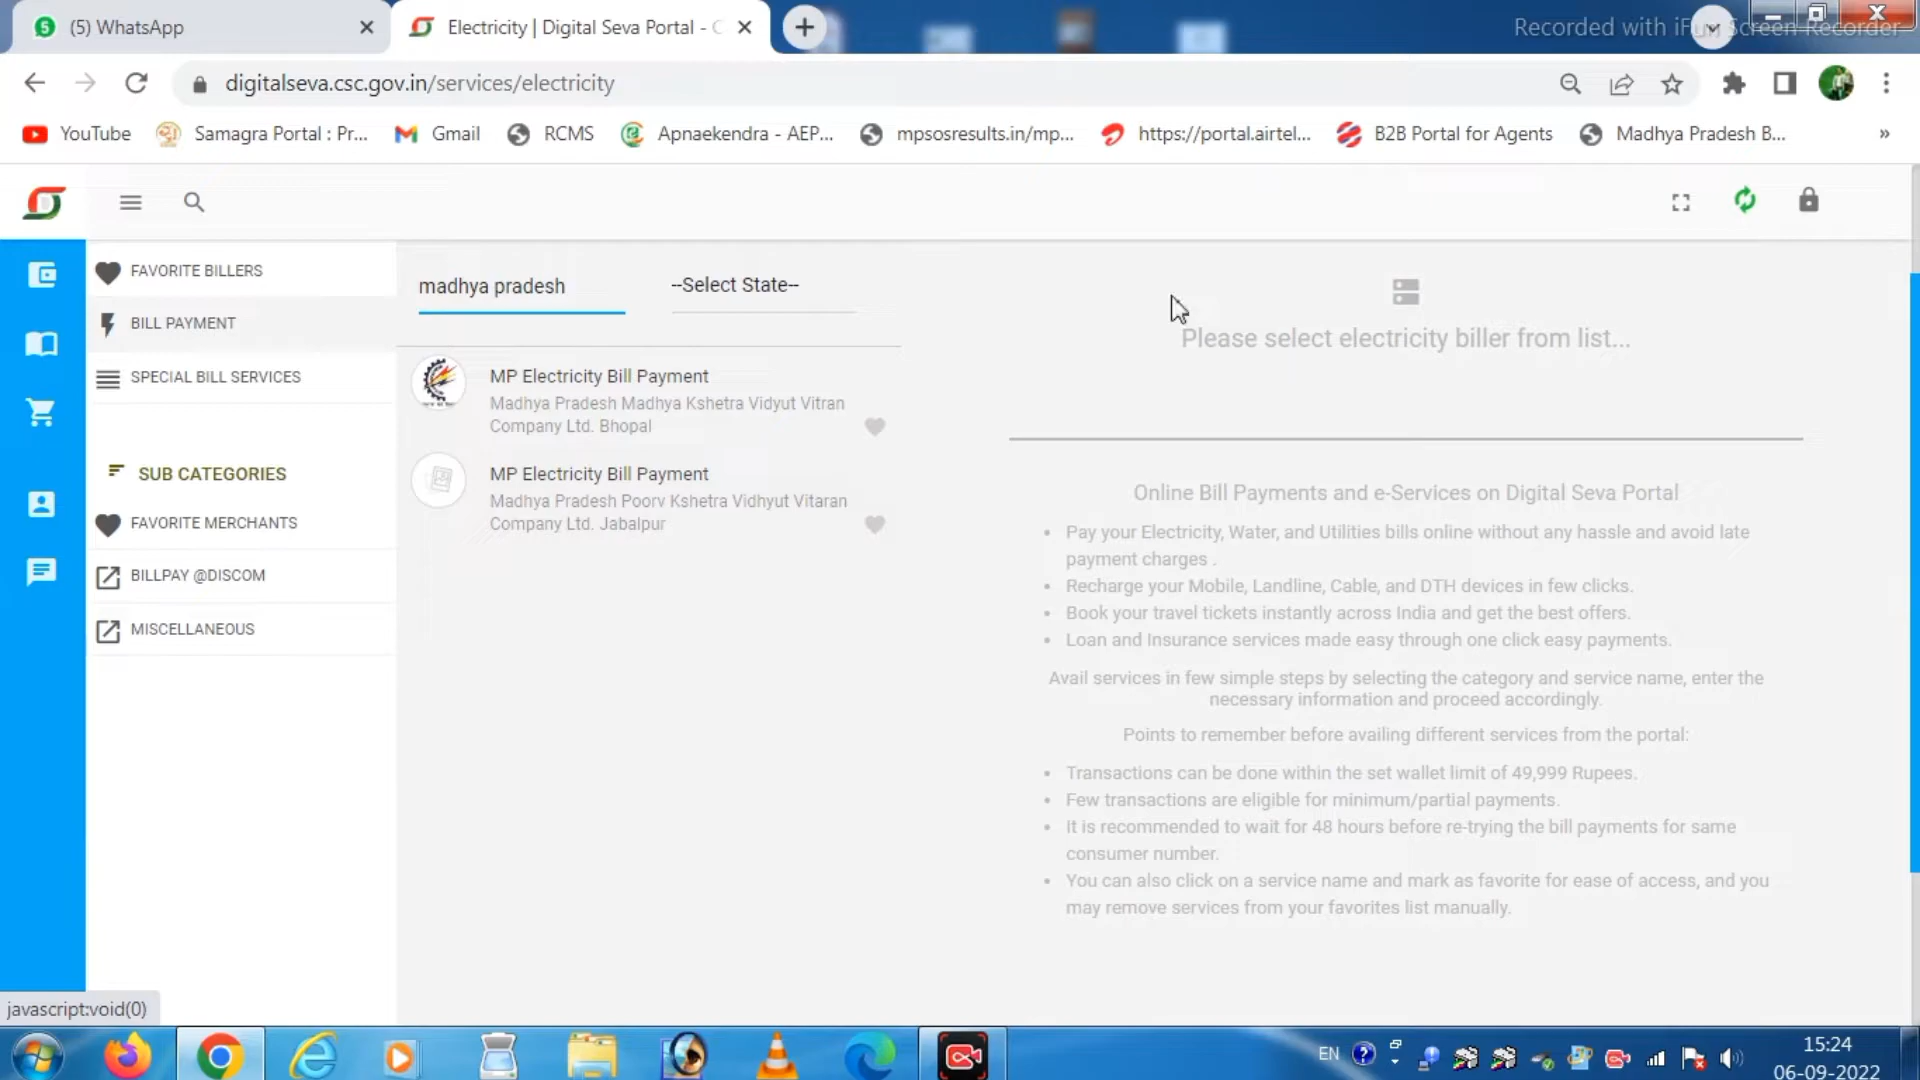 (5) WhatsApp
Electricity | Digital Seva Portal - C
Recorded with iFun Screen Recorder
digitalseva.csc.gov.in/services/electricity
YouTube
Samagra Portal : Pr...
Gmail
RCMS
Apnaekendra - AEP...
mpsosresults.in/mp...
https://portal.airtel...
B2B Portal for Agents
Madhya Pradesh B...
»
FAVORITE BILLERS
BILL PAYMENT
SPECIAL BILL SERVICES
SUB CATEGORIES
FAVORITE MERCHANTS
BILLPAY @DISCOM
MISCELLANEOUS
madhya pradesh
--Select State--
MP Electricity Bill Payment
Madhya Pradesh Madhya Kshetra Vidyut Vitran
Company Ltd. Bhopal
MP Electricity Bill Payment
Madhya Pradesh Poorv Kshetra Vidhyut Vitaran
Company Ltd. Jabalpur
Please select electricity biller from list...
Online Bill Payments and e-Services on Digital Seva Portal
• Pay your Electricity, Water, and Utilities bills online without any hassle and avoid late
payment charges .
• Recharge your Mobile, Landline, Cable, and DTH devices in few clicks.
• Book your travel tickets instantly across India and get the best offers.
• Loan and Insurance services made easy through one click easy payments.
Avail services in few simple steps by selecting the category and service name, enter the
necessary information and proceed accordingly.
Points to remember before availing different services from the portal:
• Transactions can be done within the set wallet limit of 49,999 Rupees.
• Few transactions are eligible for minimum/partial payments.
• It is recommended to wait for 48 hours before re-trying the bill payments for same
consumer number.
• You can also click on a service name and mark as favorite for ease of access, and you
may remove services from your favorites list manually.
javascript:void(0)
EN
15:24
06-09-2022